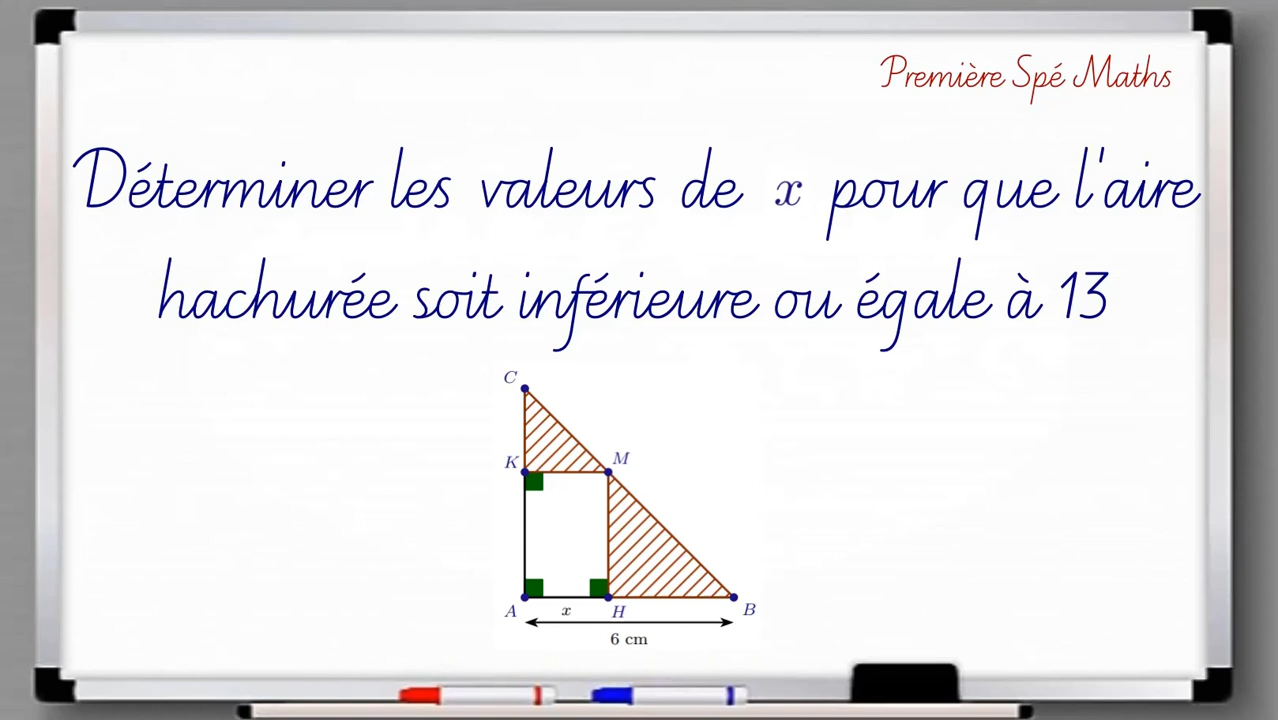 Première Spé Maths
Déterminer les valeurs de x pour que l'aire
hachurée soit inférieure ou égale à 13
C
K
M
A
x
H
B
6 cm